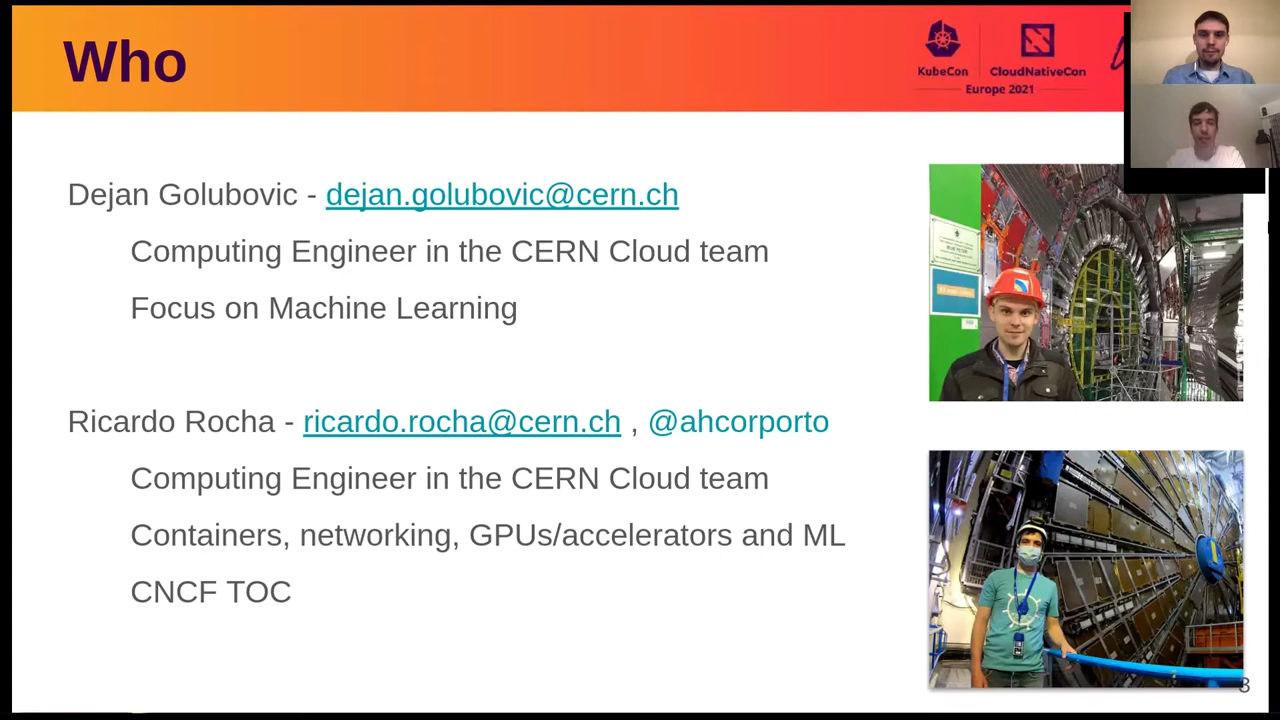 Who
KubeCon
CloudNativeCon
Europe 2021
Dejan Golubovic - dejan.golubovic@cern.ch
Computing Engineer in the CERN Cloud team
Focus on Machine Learning
Ricardo Rocha - ricardo.rocha@cern.ch , @ahcorporto
Computing Engineer in the CERN Cloud team
Containers, networking, GPUs/accelerators and ML
CNCF TOC
3